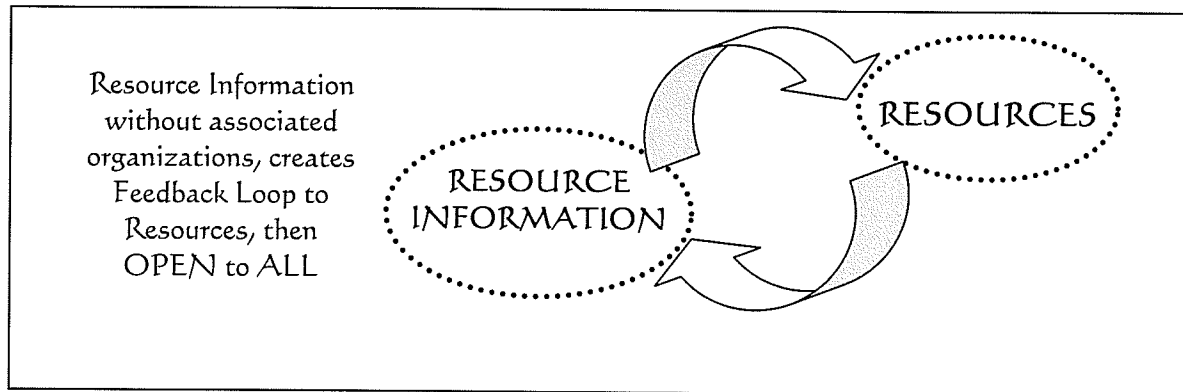 Resource Information
without associated
organizations, creates
Feedback Loop to
Resources, then
OPEN to ALL
RESOURCE
INFORMATION
RESOURCES